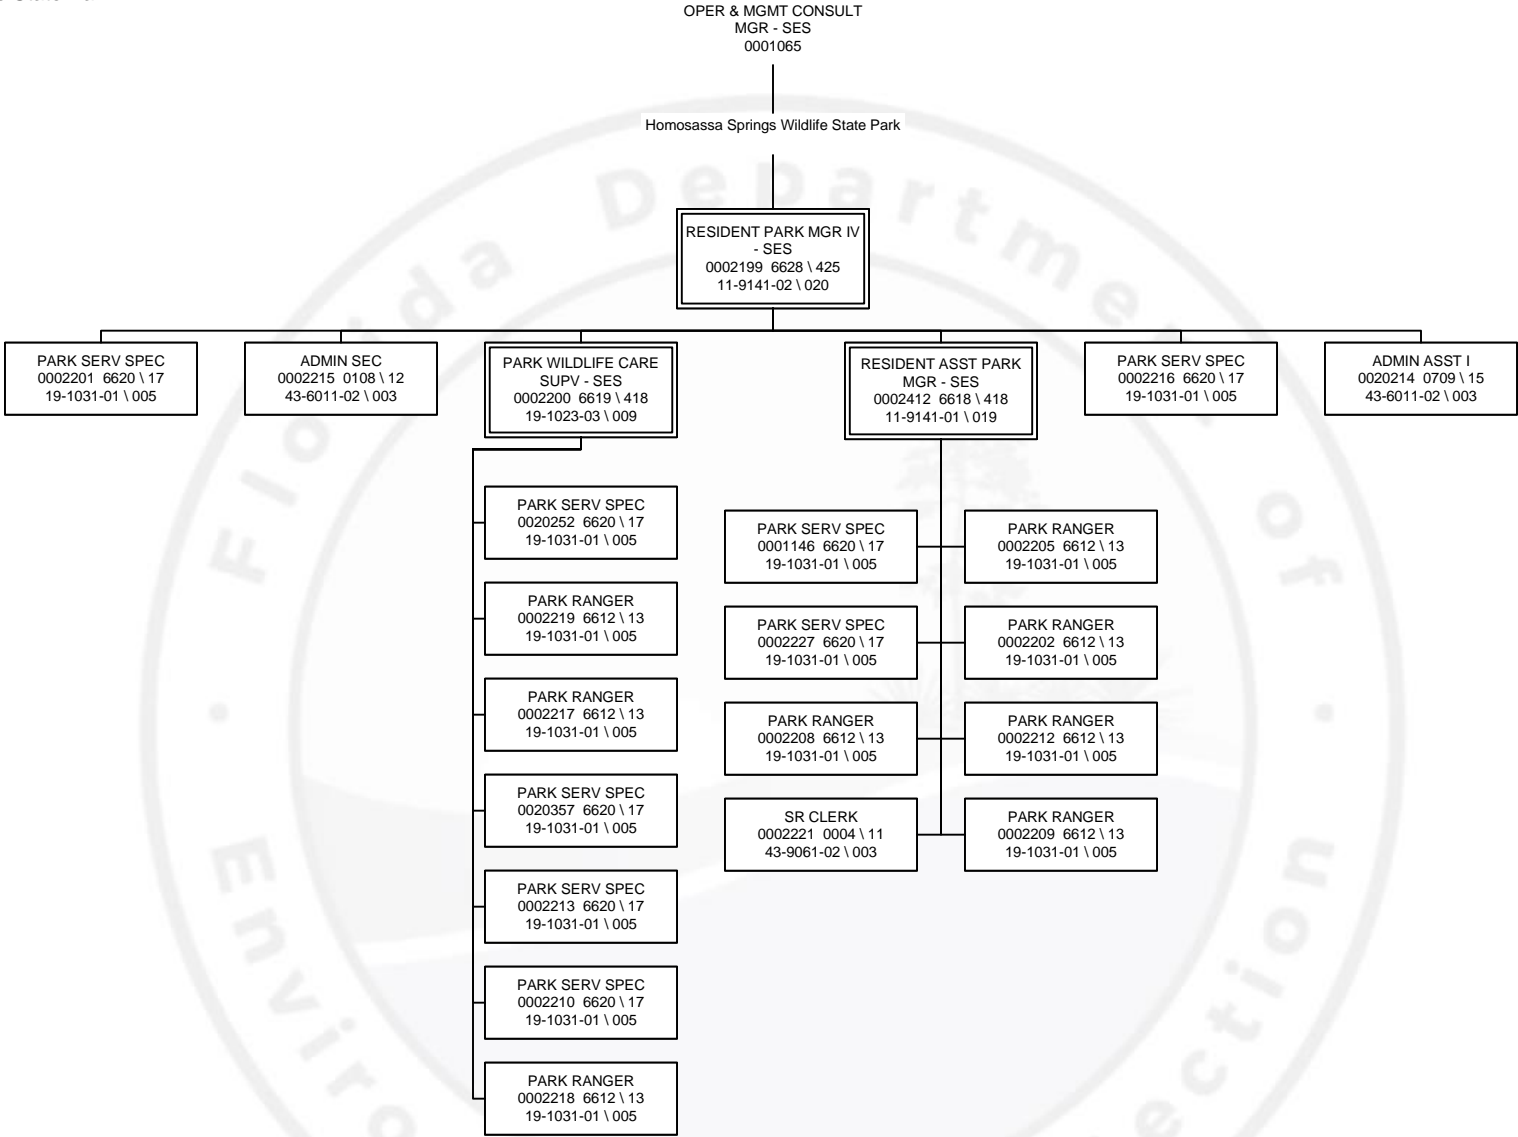 OPER & MGMT CONSULT
MGR - SES
0001065
Homosassa Springs Wildlife State Park
RESIDENT PARK MGR IV
- SES
0002199 6628 \ 425
11-9141-02 \ 020
PARK SERV SPEC
0002201 6620 \ 17
19-1031-01 \ 005
ADMIN SEC
0002215 0108 \ 12
43-6011-02 \ 003
PARK WILDLIFE CARE
SUPV - SES
0002200 6619 \ 418
19-1023-03 \ 009
RESIDENT ASST PARK
MGR - SES
0002412 6618 \ 418
11-9141-01 \ 019
PARK SERV SPEC
0002216 6620 \ 17
19-1031-01 \ 005
ADMIN ASST I
0020214 0709 \ 15
43-6011-02 \ 003
PARK SERV SPEC
0020252 6620 \ 17
19-1031-01 \ 005
PARK RANGER
0002219 6612 \ 13
19-1031-01 \ 005
PARK RANGER
0002217 6612 \ 13
19-1031-01 \ 005
PARK SERV SPEC
0020357 6620 \ 17
19-1031-01 \ 005
PARK SERV SPEC
0002213 6620 \ 17
19-1031-01 \ 005
PARK SERV SPEC
0002210 6620 \ 17
19-1031-01 \ 005
PARK RANGER
0002218 6612 \ 13
19-1031-01 \ 005
PARK SERV SPEC
0001146 6620 \ 17
19-1031-01 \ 005
PARK RANGER
0002205 6612 \ 13
19-1031-01 \ 005
PARK SERV SPEC
0002227 6620 \ 17
19-1031-01 \ 005
PARK RANGER
0002202 6612 \ 13
19-1031-01 \ 005
PARK RANGER
0002208 6612 \ 13
19-1031-01 \ 005
PARK RANGER
0002212 6612 \ 13
19-1031-01 \ 005
SR CLERK
0002221 0004 \ 11
43-9061-02 \ 003
PARK RANGER
0002209 6612 \ 13
19-1031-01 \ 005
Florida Department of